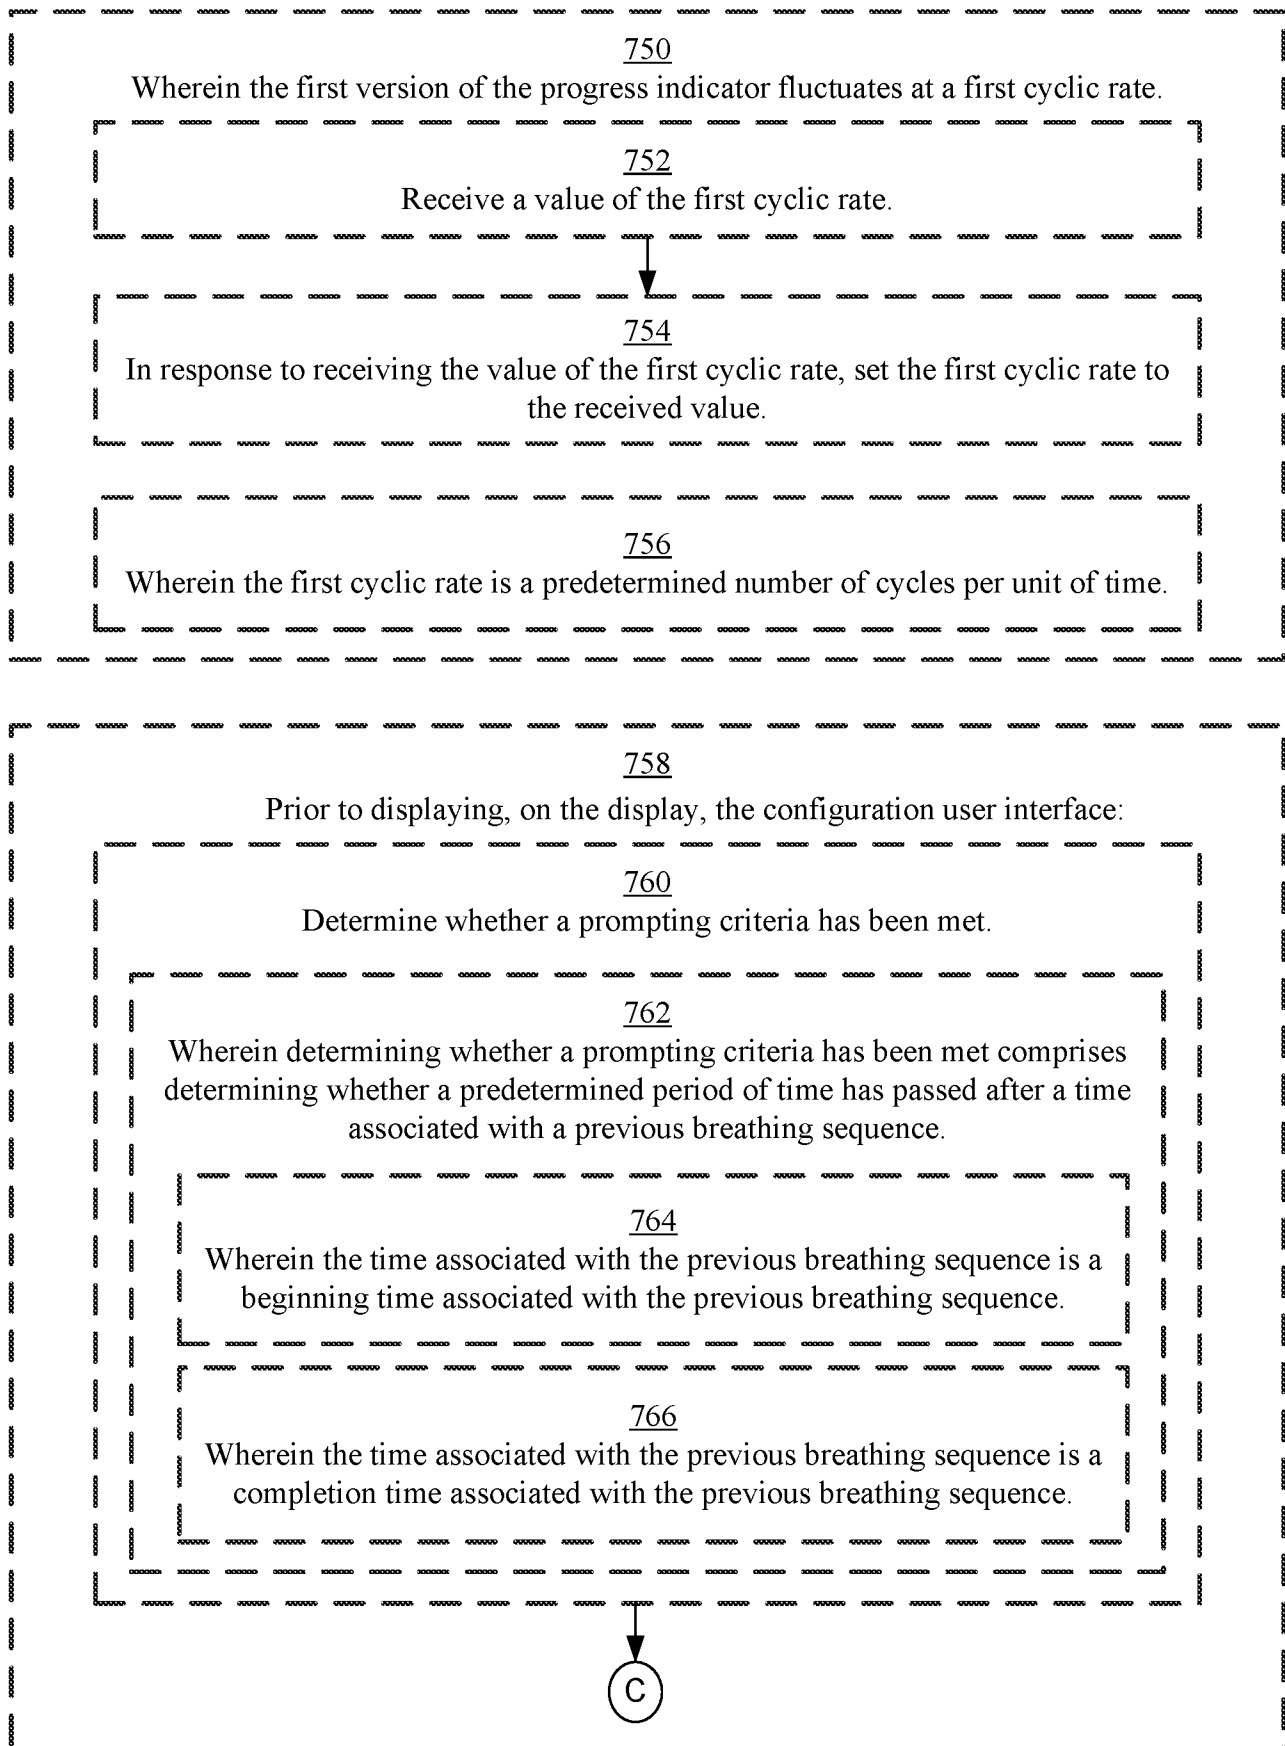 750
Wherein the first version of the progress indicator fluctuates at a first cyclic rate.
752
Receive a value of the first cyclic rate.
754
In response to receiving the value of the first cyclic rate, set the first cyclic rate to
the received value.
756
Wherein the first cyclic rate is a predetermined number of cycles per unit of time.
758
Prior to displaying, on the display, the configuration user interface:
760
Determine whether a prompting criteria has been met.
762
Wherein determining whether a prompting criteria has been met comprises
determining whether a predetermined period of time has passed after a time
associated with a previous breathing sequence.
764
Wherein the time associated with the previous breathing sequence is a
beginning time associated with the previous breathing sequence.
766
Wherein the time associated with the previous breathing sequence is a
completion time associated with the previous breathing sequence.
C